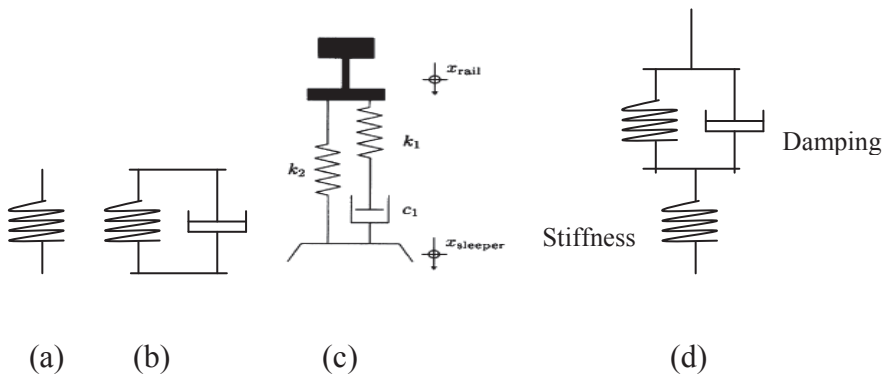 x_rail
k_1
k_2
c_1
x_sleeper
Damping
Stiffness
(a) (b) (c) (d)